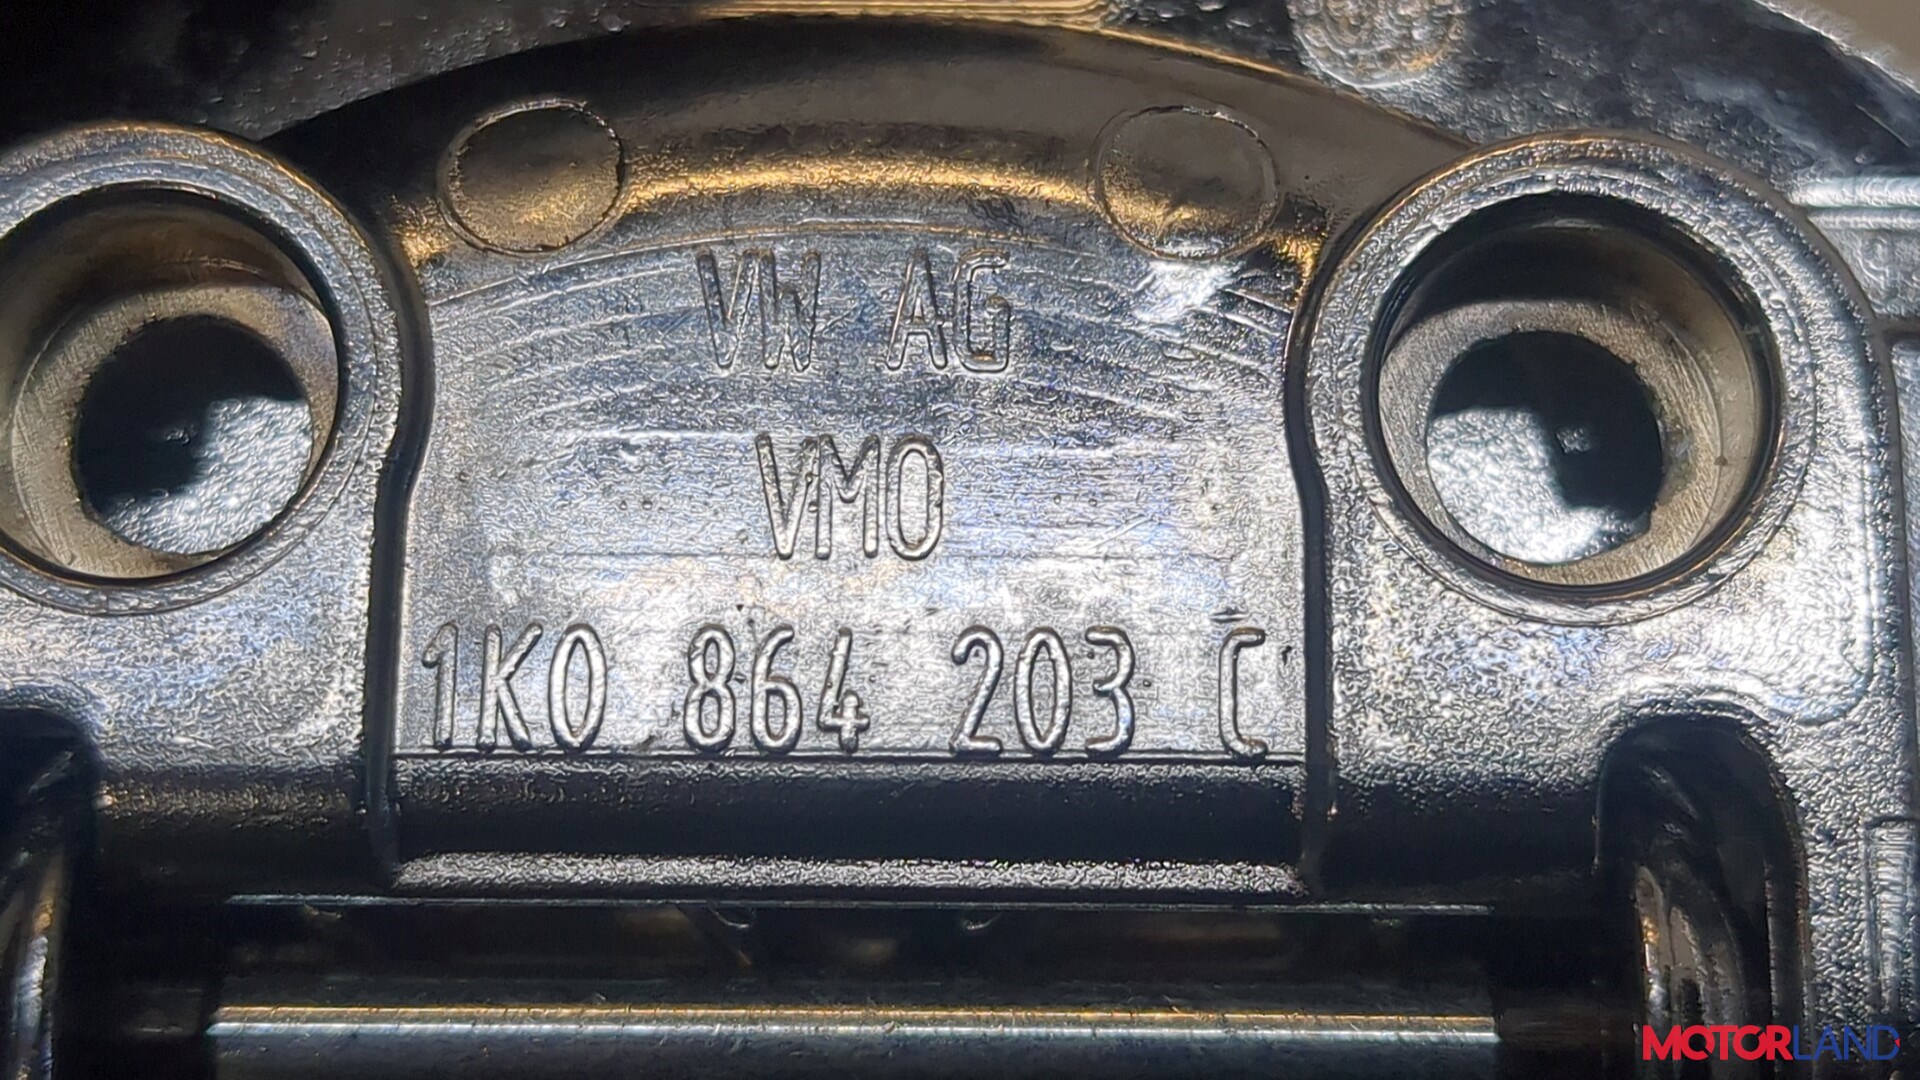 VW AG
VMO
1K0 864 203 C
MOTORLAND